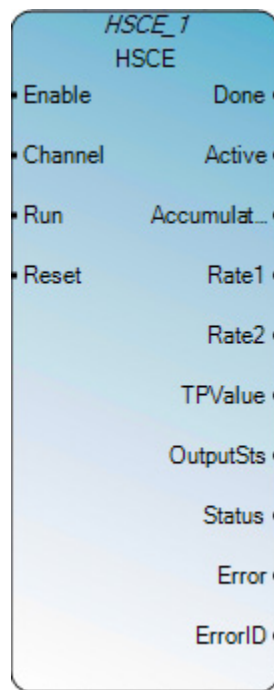 HSCE_1
HSCE
Enable Done
Channel Active
Run Accumulat...
Reset Rate1
Rate2
TPValue
OutputSts
Status
Error
ErrorID